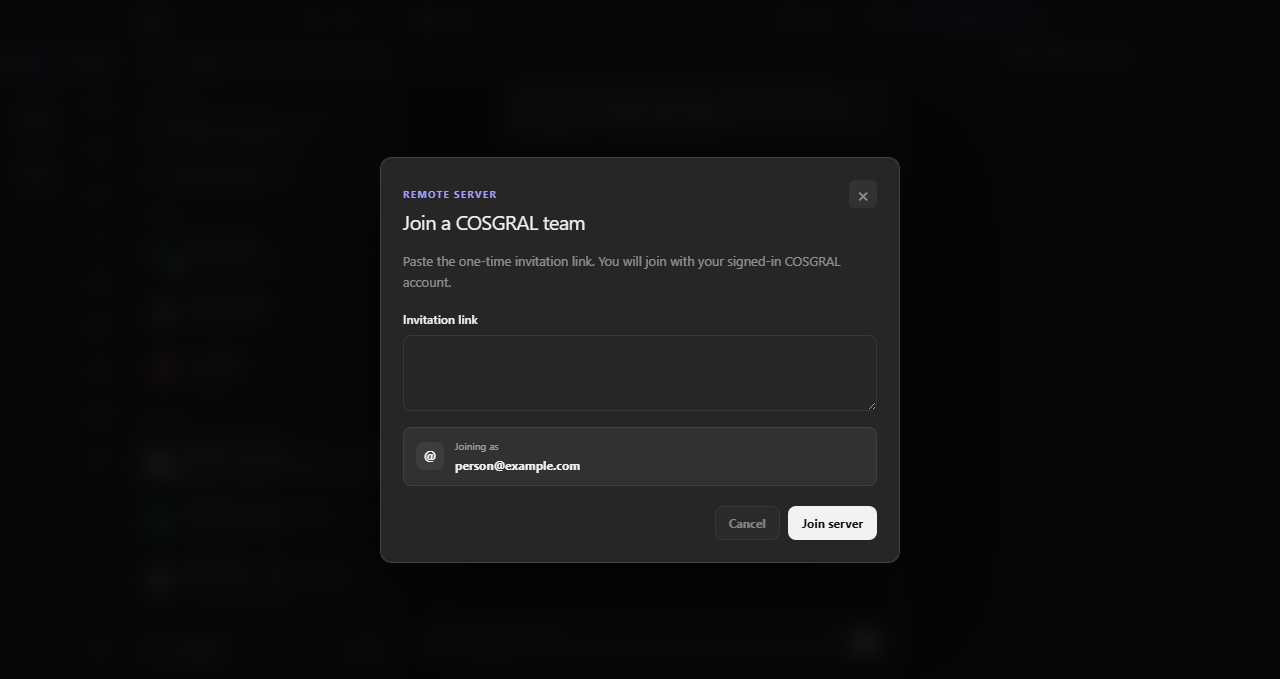 REMOTE SERVER
Join a COSGRAL team
Paste the one-time invitation link. You will join with your signed-in COSGRAL
account.
Invitation link
@
Joining as
person@example.com
Cancel
Join server